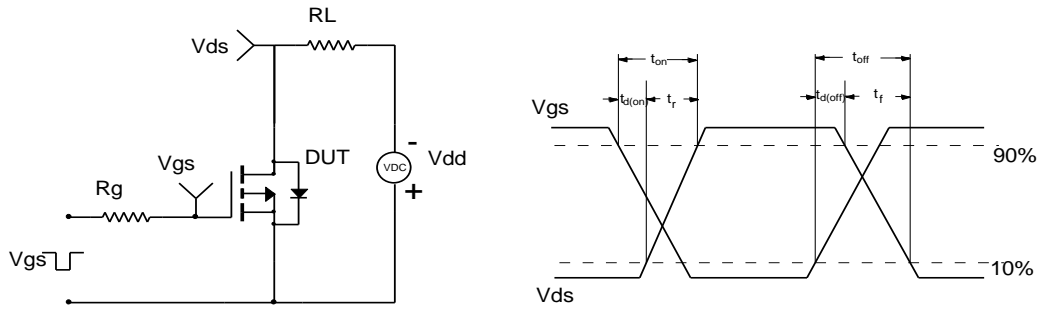 RL
Vds
Vgs
DUT
Rg
VDC
-
+
Vdd
Vgs
ton
toff
td(on)
tr
td(off)
tf
Vgs
90%
10%
Vds